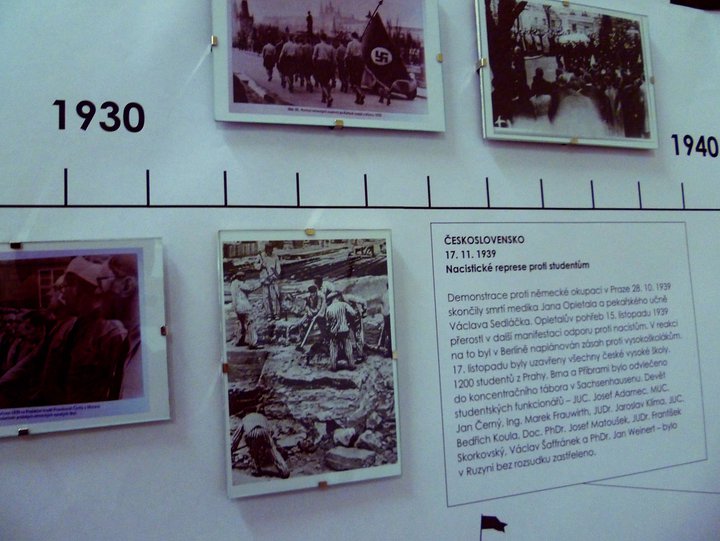 1930
1940
ČESKOSLOVENSKO
17. 11. 1939
Nacistické represe proti studentům
Demonstrace proti německé okupaci v Praze 28. 10. 1939
skončily smrtí medika Jana Opletala a pekařského učně
Václava Sedláčka. Opletalův pohřeb 15. listopadu 1939
přerostl v další manifestaci odporu proti nacistům. V reakci
na to byl v Berlíně naplánován zásah proti vysokoškolákům.
17. listopadu byly uzavřeny všechny české vysoké školy.
1200 studentů z Prahy, Brna a Příbrami bylo odvlečeno
do koncentračního tábora v Sachsenhausenu. Devět
studentských funkcionářů – JUC. Josef Adamec, MUC.
Jan Černý, Ing. Marek Frauwirth, JUDr. Jaroslav Klíma, JUC.
Bedřich Koula, Doc. PhDr. Josef Matoušek, JUDr. František
Skorkovský, Václav Šaffránek a PhDr. Jan Weinert – bylo
v Ruzyni bez rozsudku zastřeleno.